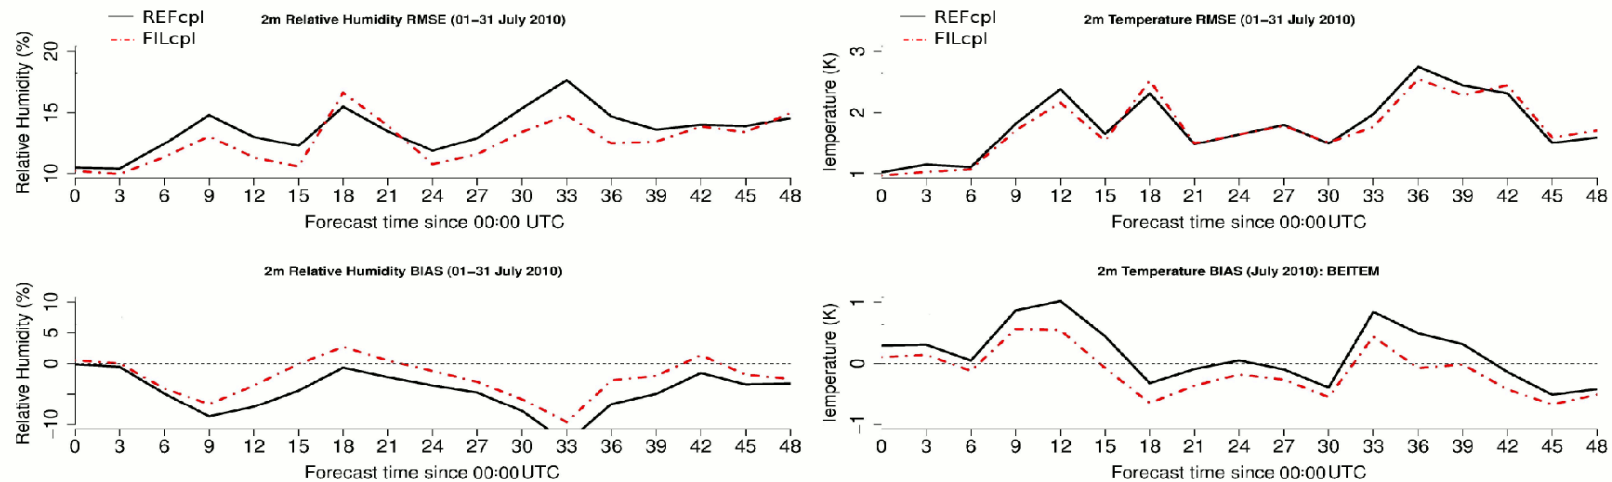 REFcpl
FILcpl
2m Relative Humidity RMSE (01–31 July 2010)
Relative Humidity (%)
20
15
10
0 3 6 9 12 15 18 21 24 27 30 33 36 39 42 45 48
Forecast time since 00:00 UTC
REFcpl
FILcpl
2m Temperature RMSE (01–31 July 2010)
Temperature (K)
3
2
1
0 3 6 9 12 15 18 21 24 27 30 33 36 39 42 45 48
Forecast time since 00:00UTC
2m Relative Humidity BIAS (01–31 July 2010)
Relative Humidity (%)
10
5
0
−10
0 3 6 9 12 15 18 21 24 27 30 33 36 39 42 45 48
Forecast time since 00:00UTC
2m Temperature BIAS (July 2010): BEITEM
Temperature (K)
1
0
−1
0 3 6 9 12 15 18 21 24 27 30 33 36 39 42 45 48
Forecast time since 00:00UTC